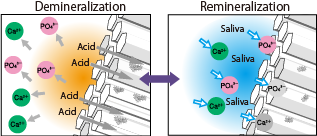 Demineralization
Ca²⁺
PO₄³⁻
Acid
PO₄³⁻
PO₄³⁻
Acid
Ca²⁺
Acid
Ca²⁺
Acid
Remineralization
Saliva
Ca²⁺
PO₄³⁻
Saliva
PO₄³⁻
PO₄³⁻
Saliva
Ca²⁺
Ca²⁺